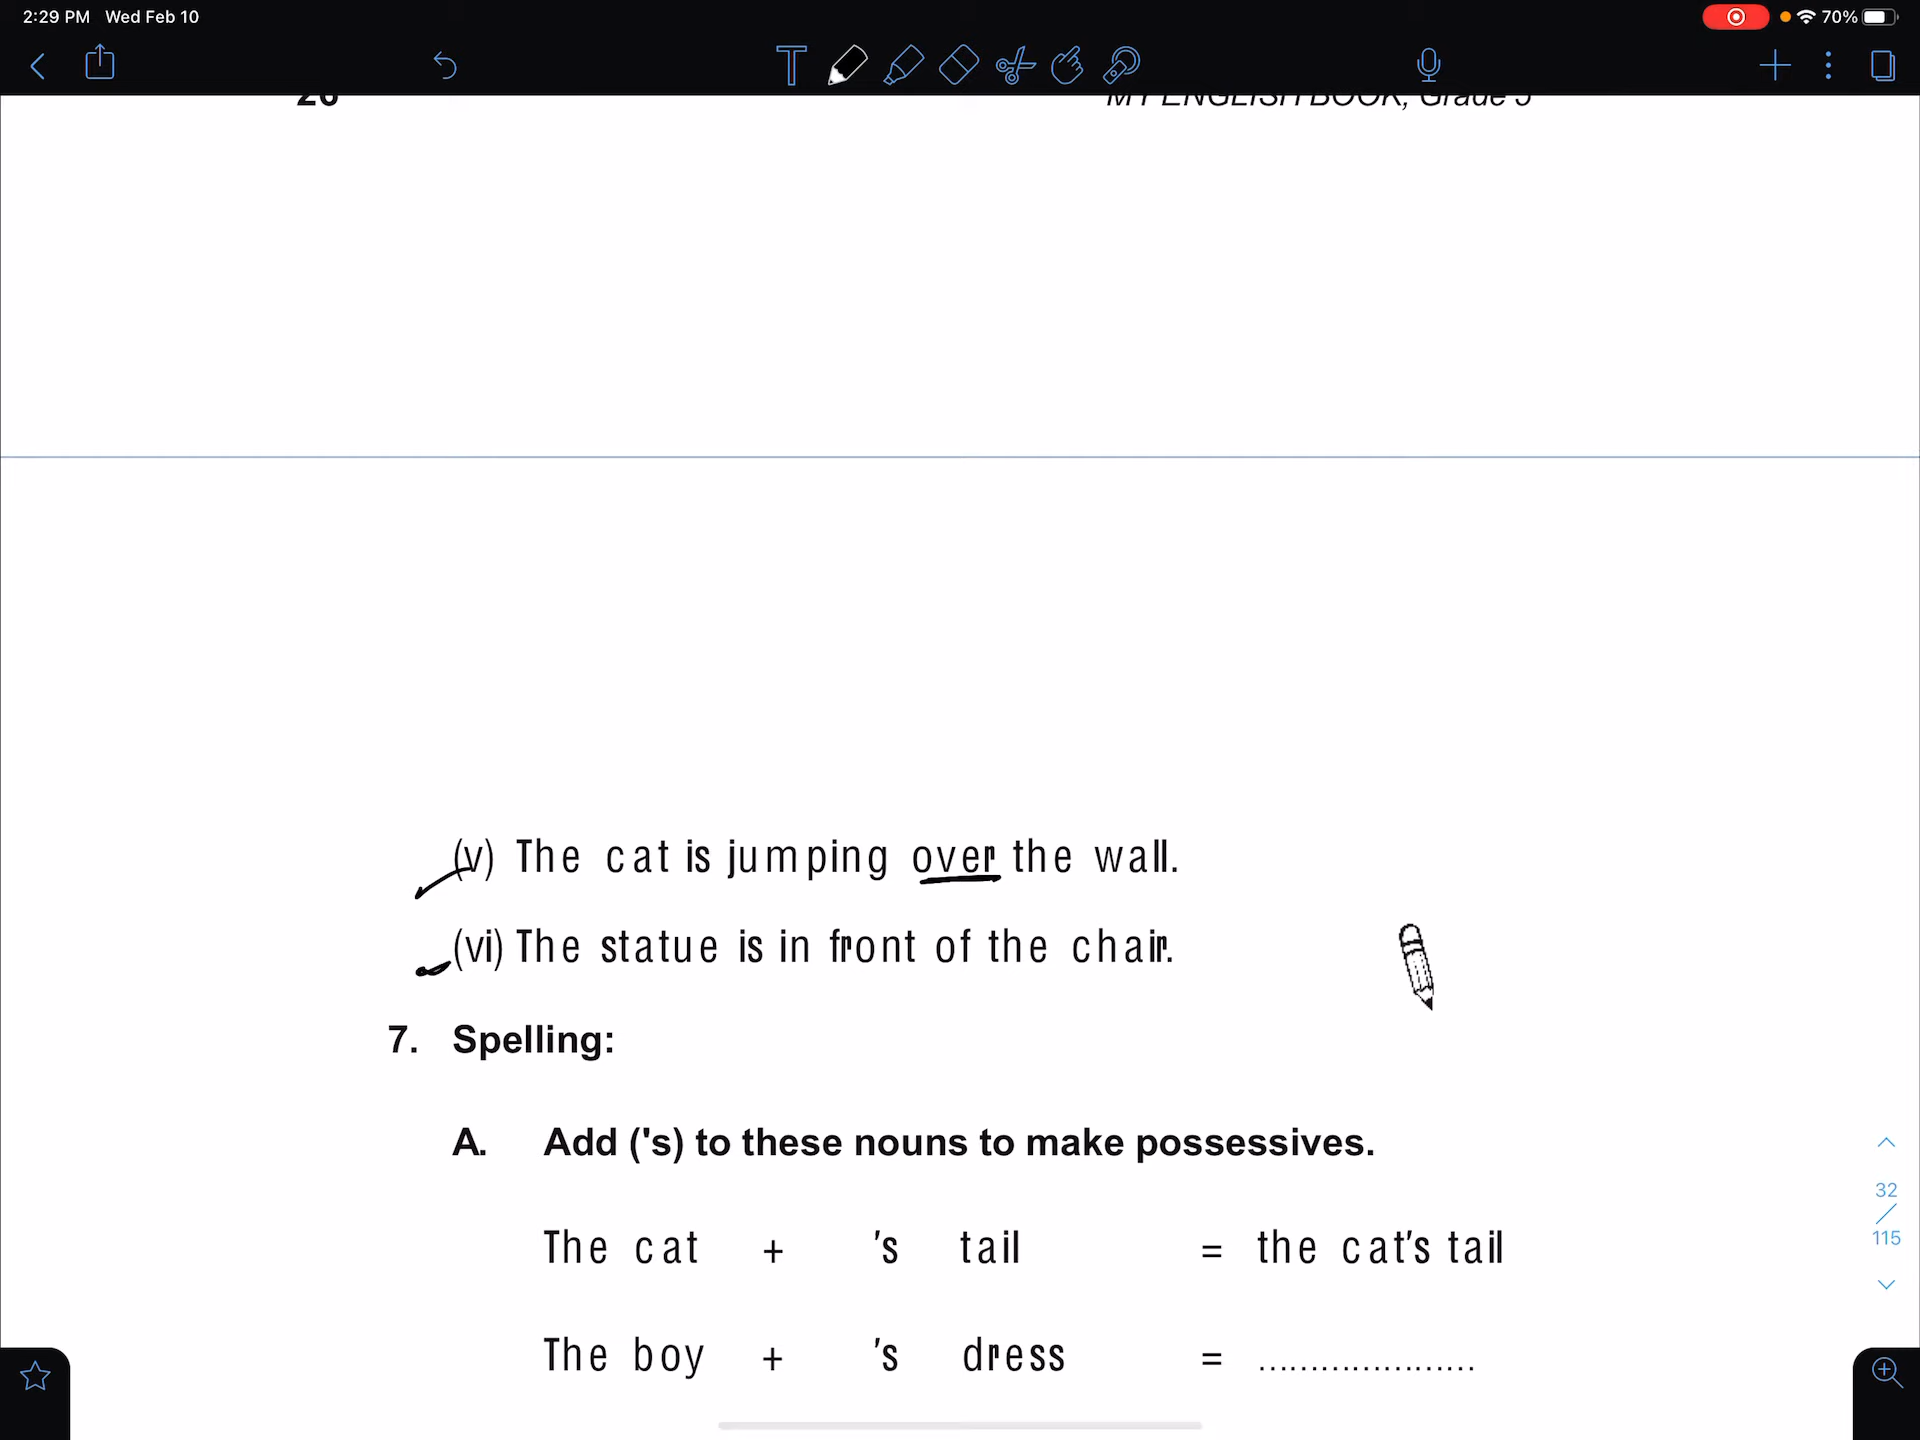 2:29 PM Wed Feb 10
70%
(v) The cat is jumping over the wall.
(vi) The statue is in front of the chair.
7. Spelling:
A. Add ('s) to these nouns to make possessives.
The cat + 's tail = the cat's tail
The boy + 's dress = .....................
32
/
115